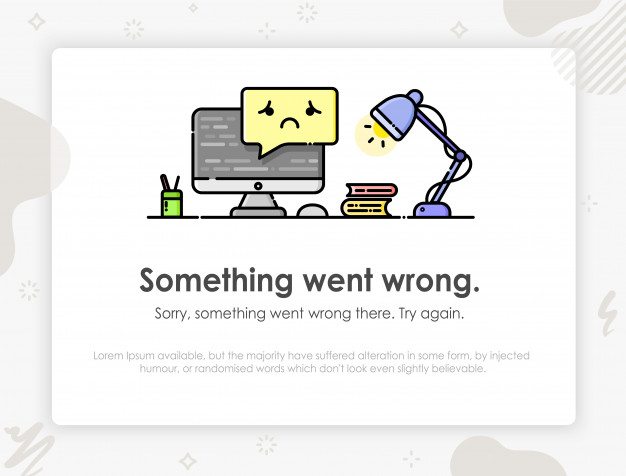 Something went wrong.
Sorry, something went wrong there. Try again.
Lorem Ipsum available, but the majority have suffered alteration in some form, by injected
humour, or randomised words which don't look even slightly believable.